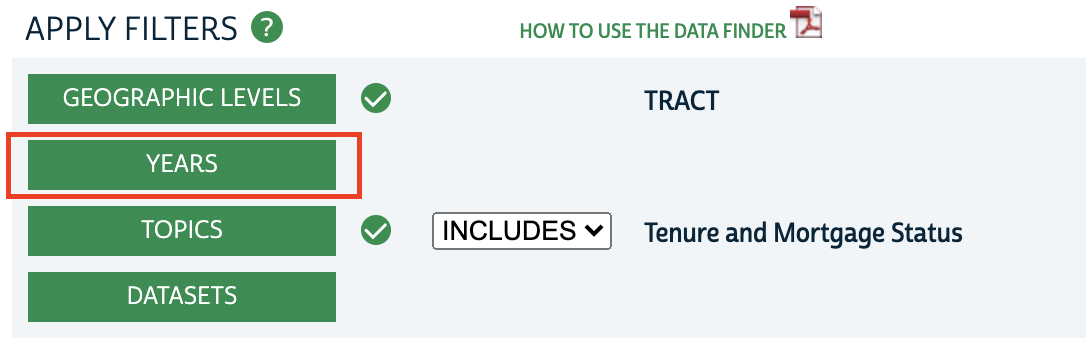 APPLY FILTERS ?
HOW TO USE THE DATA FINDER
GEOGRAPHIC LEVELS TRACT
YEARS
TOPICS INCLUDES Tenure and Mortgage Status
DATASETS